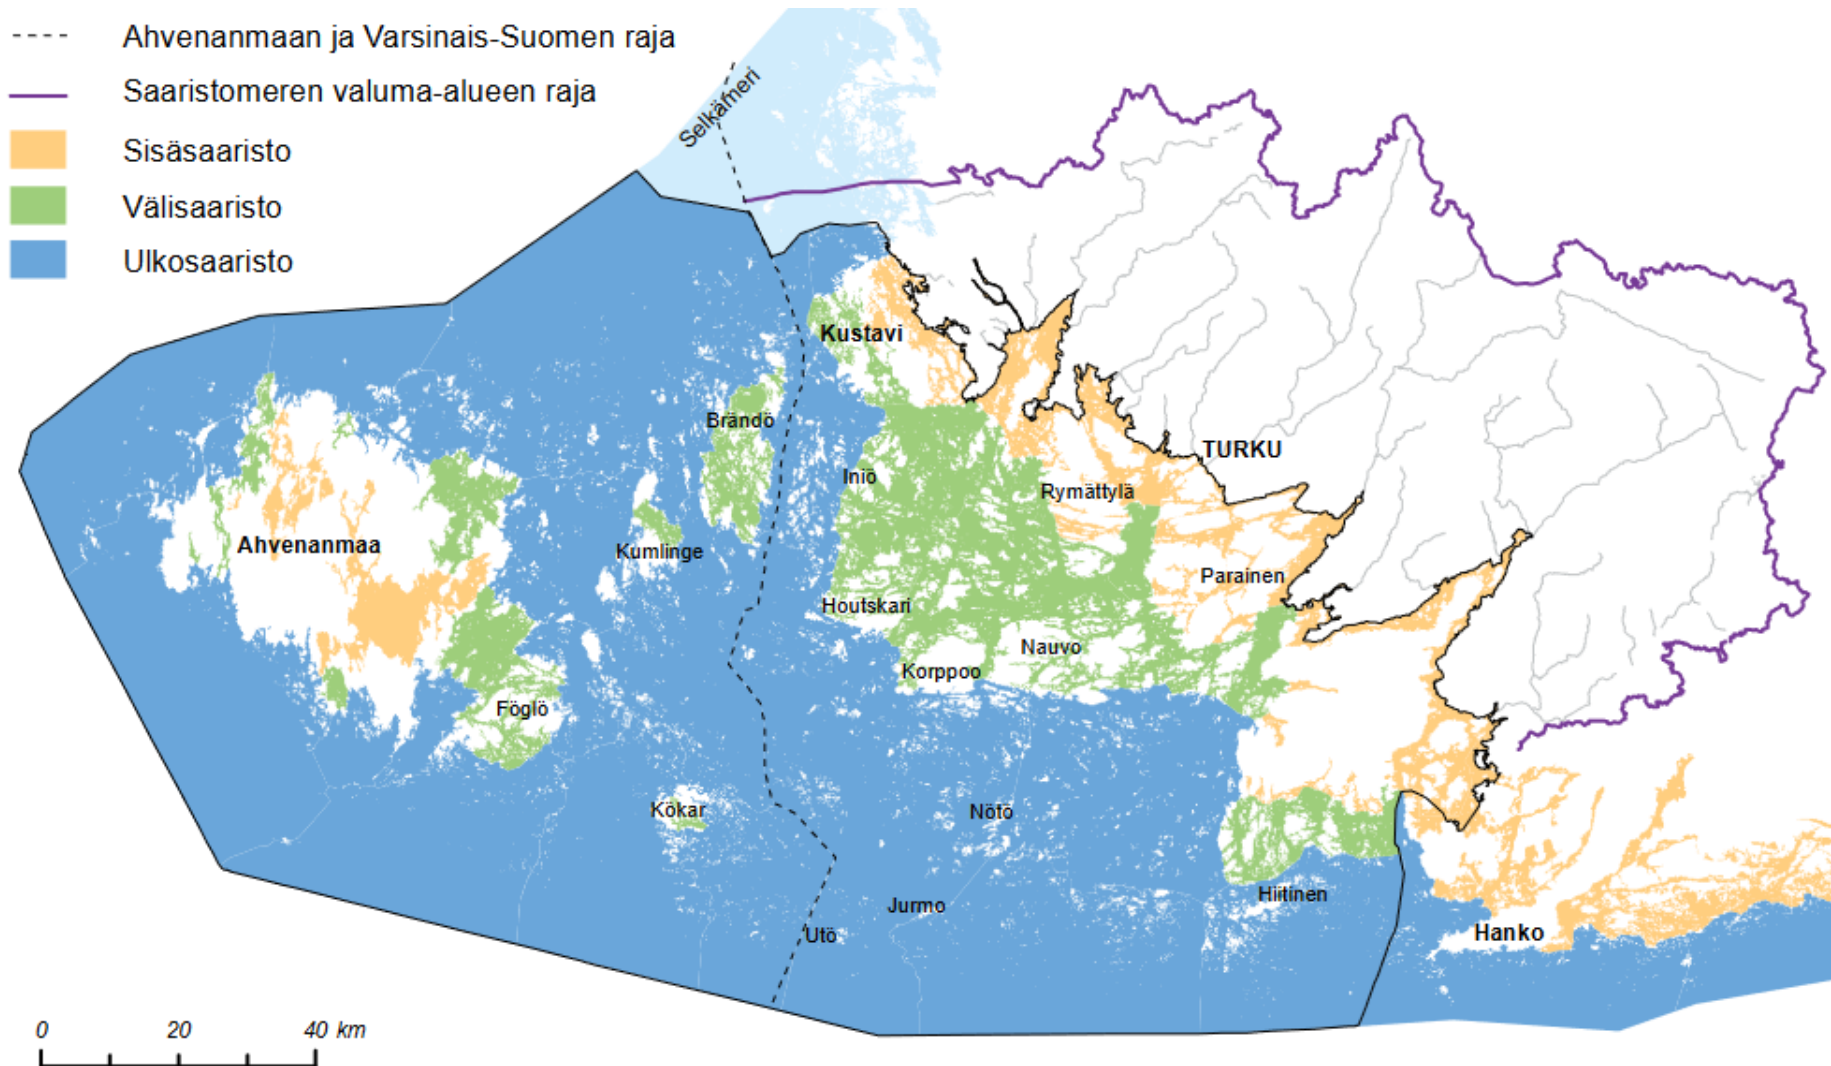 Ahvenanmaan ja Varsinais-Suomen raja
Saaristomeren valuma-alueen raja
Sisäsaaristo
Välisaaristo
Ulkosaaristo
Selkämeri
Kustavi
Brändö
TURKU
Iniö
Rymättylä
Ahvenanmaa
Kumlinge
Parainen
Houtskari
Nauvo
Korppoo
Föglö
Kökar
Nötö
Hiitinen
Jurmo
Utö
Hanko
0 20 40 km